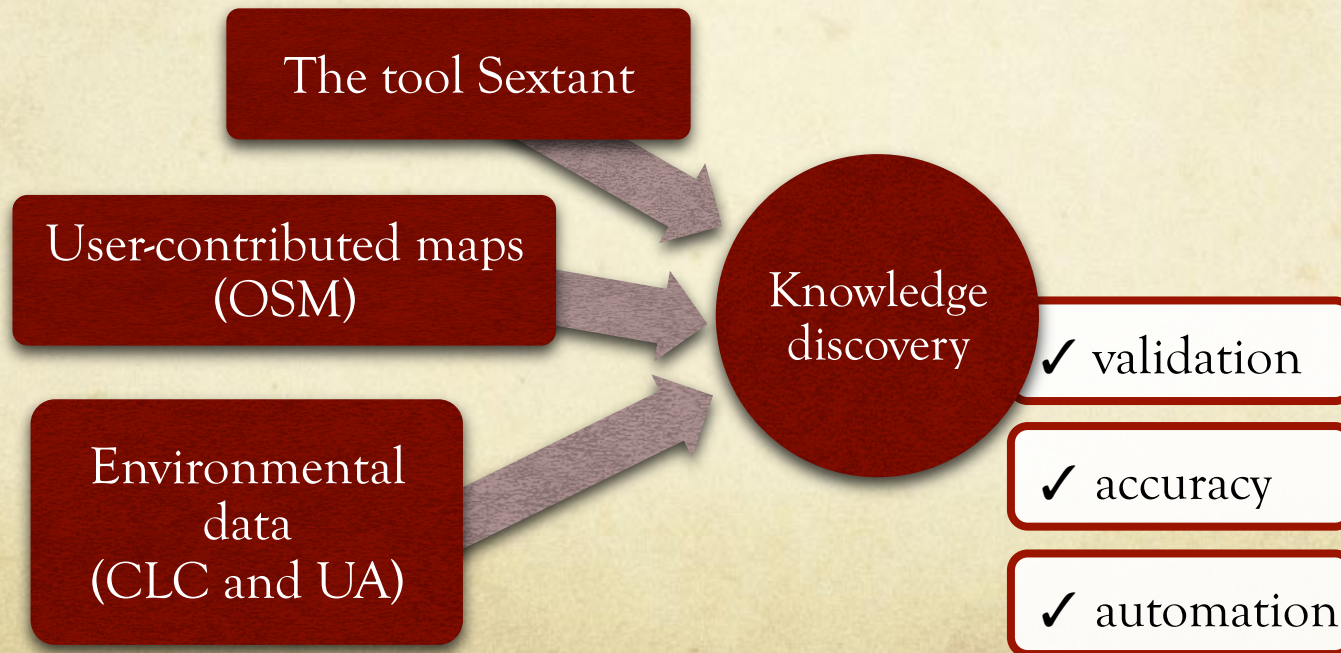 The tool Sextant
User-contributed maps
(OSM)
Environmental
data
(CLC and UA)
Knowledge
discovery
✓ validation
✓ accuracy
✓ automation